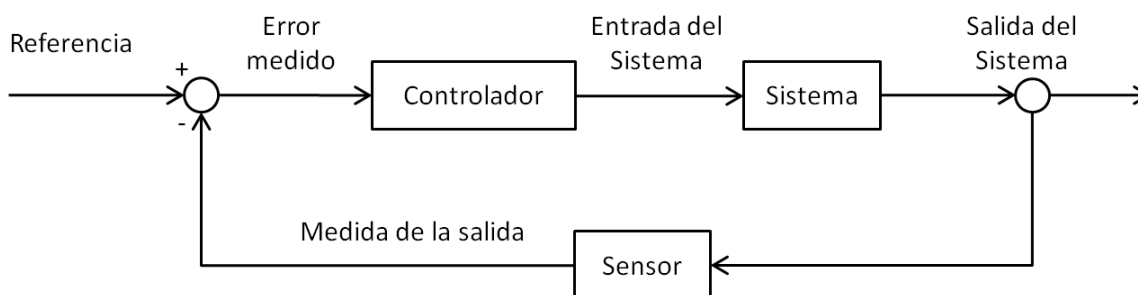 Referencia
Error
medido
Entrada del
Sistema
Salida del
Sistema
+
-
Controlador
Sistema
Medida de la salida
Sensor